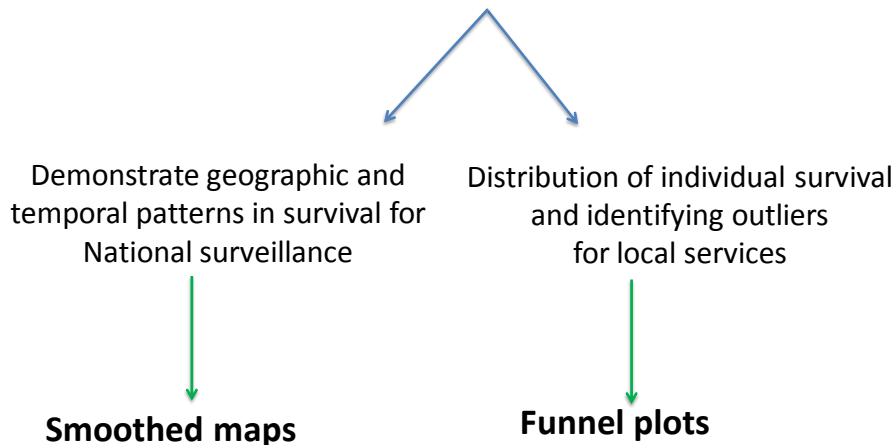 Demonstrate geographic and
temporal patterns in survival for
National surveillance
Distribution of individual survival
and identifying outliers
for local services
Smoothed maps
Funnel plots